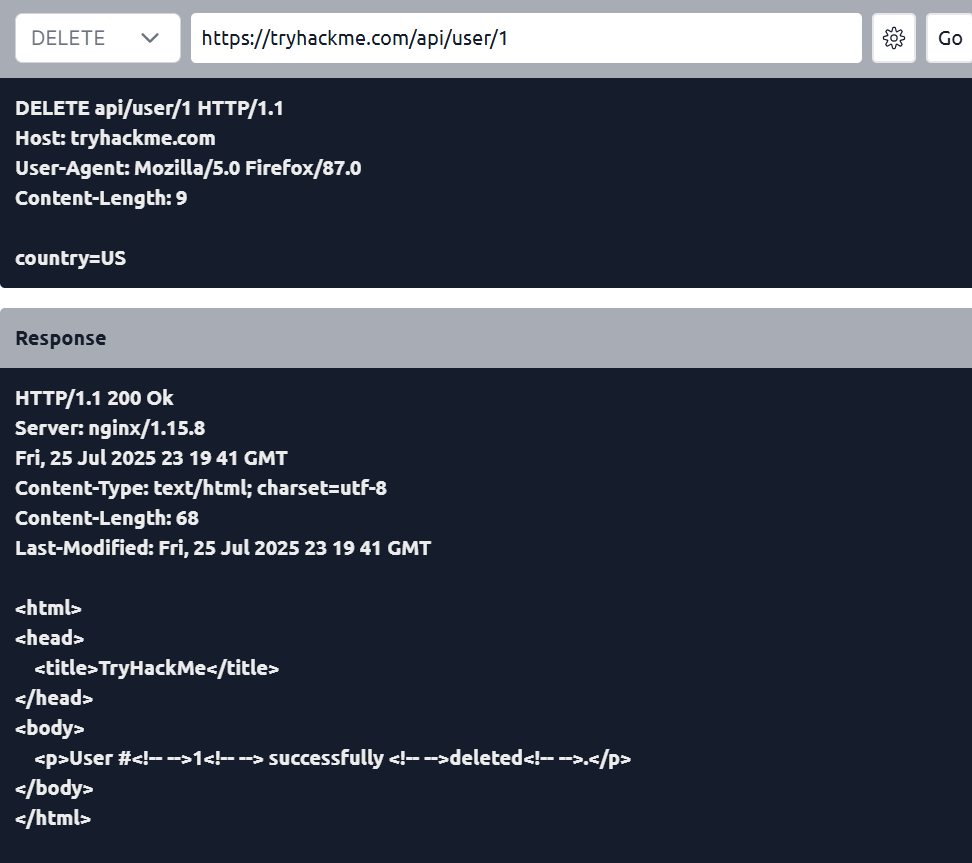 DELETE
https://tryhackme.com/api/user/1
Go
DELETE api/user/1 HTTP/1.1
Host: tryhackme.com
User-Agent: Mozilla/5.0 Firefox/87.0
Content-Length: 9
country=US
Response
HTTP/1.1 200 Ok
Server: nginx/1.15.8
Fri, 25 Jul 2025 23 19 41 GMT
Content-Type: text/html; charset=utf-8
Content-Length: 68
Last-Modified: Fri, 25 Jul 2025 23 19 41 GMT
<html>
<head>
<title>TryHackMe</title>
</head>
<body>
<p>User #<!-- -->1<!-- --> successfully <!-- -->deleted<!-- -->.</p>
</body>
</html>